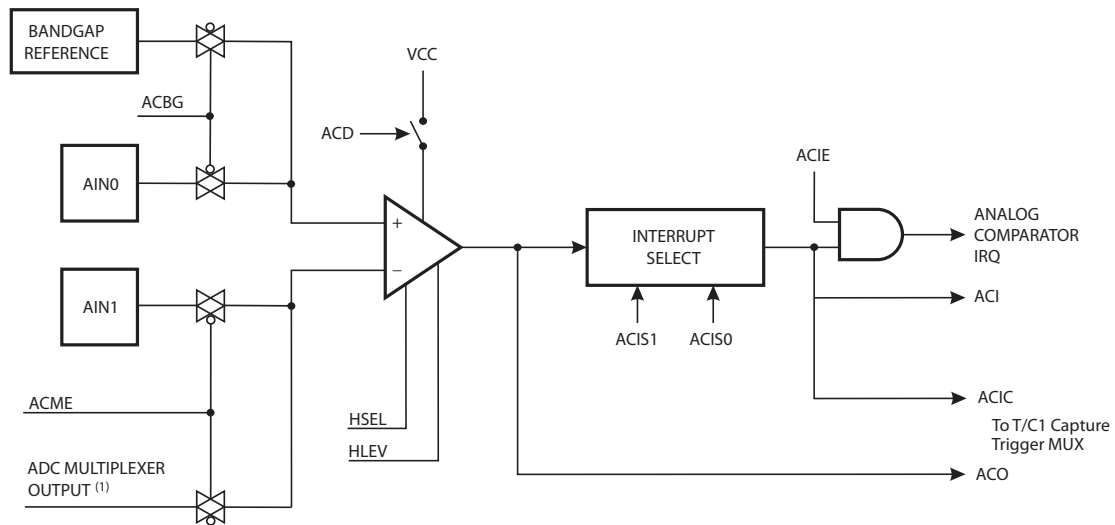 BANDGAP
REFERENCE
VCC
ACBG
ACD
ACIE
AIN0
+
INTERRUPT
SELECT
ANALOG
COMPARATOR
IRQ
−
AIN1
ACI
ACIS1
ACIS0
ACME
HSEL
ACIC
To T/C1 Capture
Trigger MUX
HLEV
ADC MULTIPLEXER
OUTPUT (1)
ACO